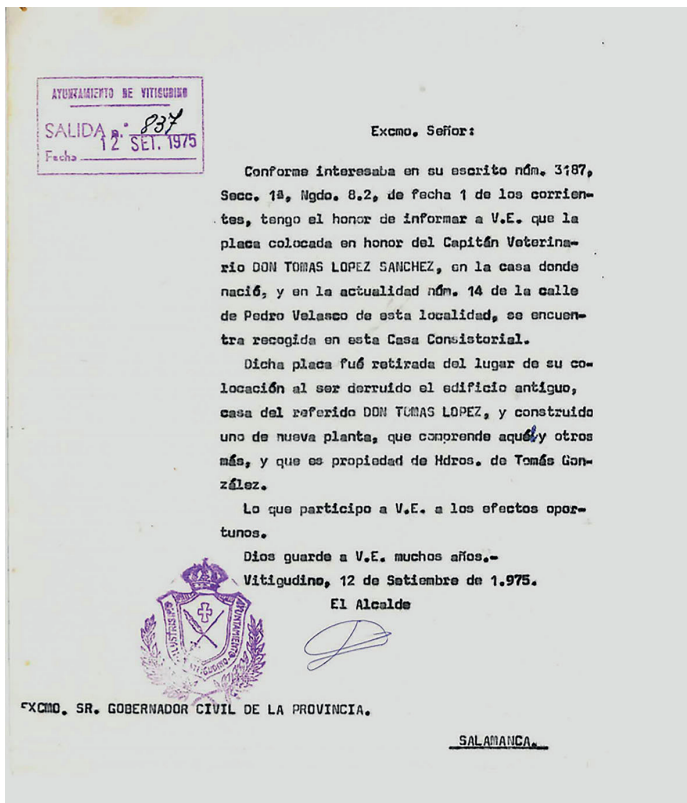 AYUNTAMIENTO DE VITIGUDINO
SALIDA n.° 837
12 SET. 1975
Fecha
Excmo. Señor:
Conforme interesaba en su escrito núm. 3187,
Secc. 1ª, Ngdo. 8.2, de fecha 1 de los corrien-
tes, tengo el honor de informar a V.E. que la
placa colocada en honor del Capitán Veterina-
rio DON TOMAS LOPEZ SANCHEZ, en la casa donde
nació, y en la actualidad núm. 14 de la calle
de Pedro Velasco de esta localidad, se encuen-
tra recogida en esta Casa Consistorial.
Dicha placa fué retirada del lugar de su co-
locación al ser derruido el edificio antiguo,
casa del referido DON TOMAS LOPEZ, y construido
uno de nueva planta, que comprende aquél y otros
más, y que es propiedad de Hdros. de Tomás Gon-
zález.
Lo que participo a V.E. a los efectos opor-
tunos.
Dios guarde a V.E. muchos años.-
Vitigudino, 12 de Setiembre de 1.975.
El Alcalde
ILUSTRISIMO AYUNTAMIENTO
VITIGUDINO
EXCMO. SR. GOBERNADOR CIVIL DE LA PROVINCIA.
SALAMANCA.